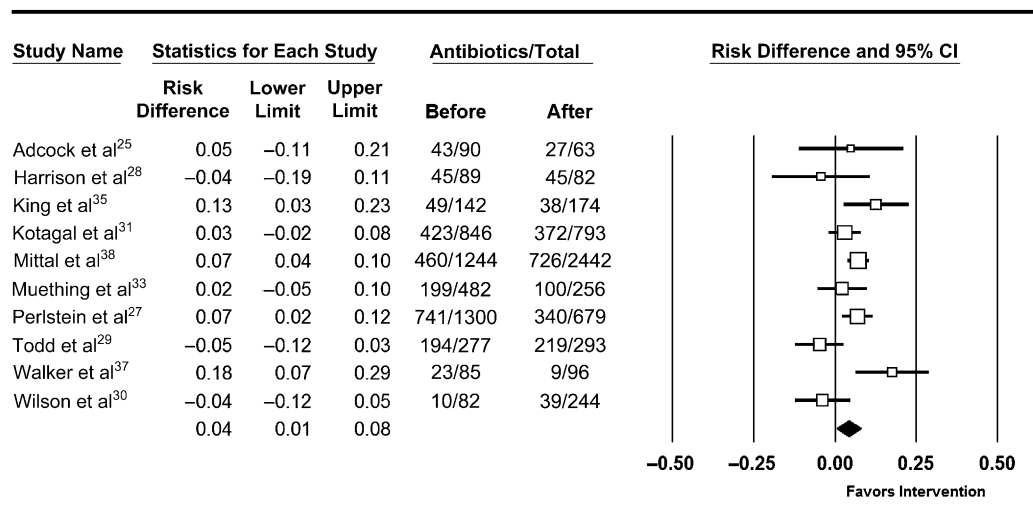 Study Name Statistics for Each Study Antibiotics/Total Risk Difference and 95% CI
Risk Difference Lower Limit Upper Limit Before After
Adcock et al25 0.05 −0.11 0.21 43/90 27/63
Harrison et al28 −0.04 −0.19 0.11 45/89 45/82
King et al35 0.13 0.03 0.23 49/142 38/174
Kotagal et al31 0.03 −0.02 0.08 423/846 372/793
Mittal et al38 0.07 0.04 0.10 460/1244 726/2442
Muething et al33 0.02 −0.05 0.10 199/482 100/256
Perlstein et al27 0.07 0.02 0.12 741/1300 340/679
Todd et al29 −0.05 −0.12 0.03 194/277 219/293
Walker et al37 0.18 0.07 0.29 23/85 9/96
Wilson et al30 −0.04 −0.12 0.05 10/82 39/244
0.04 0.01 0.08
−0.50 −0.25 0.00 0.25 0.50
Favors Intervention